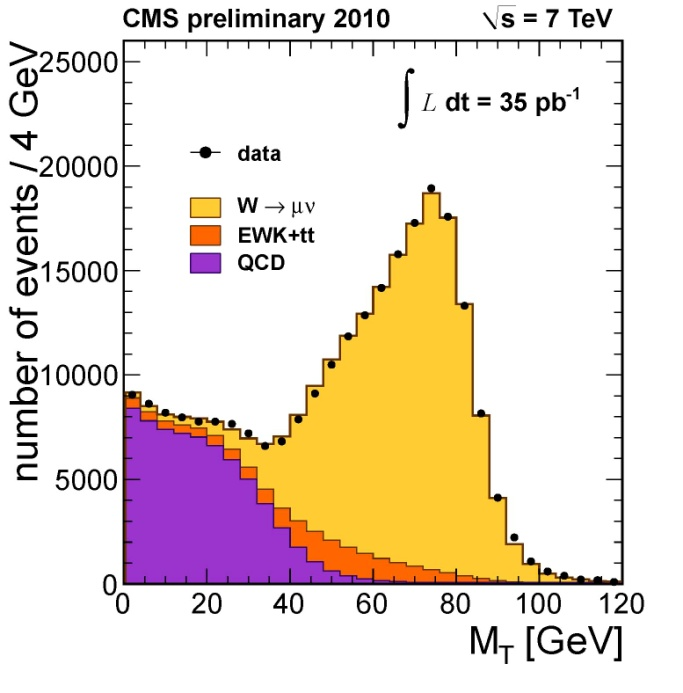 CMS preliminary 2010 √s = 7 TeV
∫ L dt = 35 pb⁻¹
data
W → μν
EWK+tt
QCD
number of events / 4 GeV
25000
20000
15000
10000
5000
0
0 20 40 60 80 100 120
M_T [GeV]